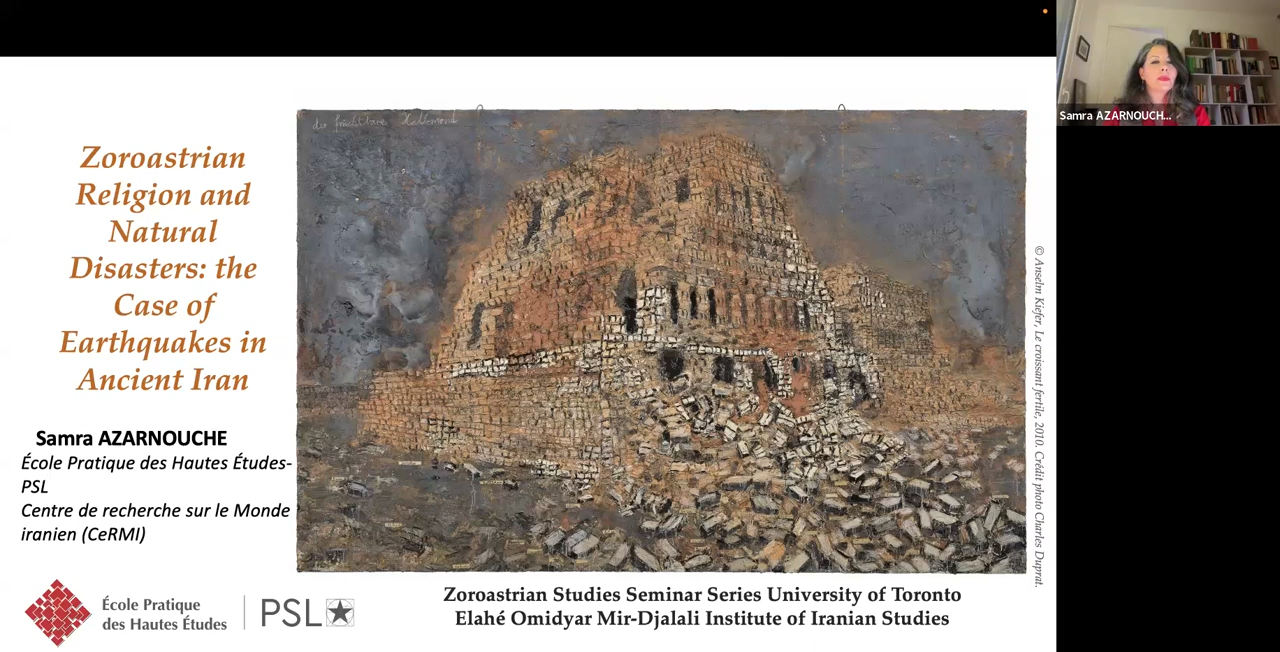 Samra AZARNOUCH...
die fruchtbare Halbmond
Zoroastrian
Religion and
Natural
Disasters: the
Case of
Earthquakes in
Ancient Iran
Samra AZARNOUCHE
École Pratique des Hautes Études-
PSL
Centre de recherche sur le Monde
iranien (CeRMI)
© Anselm Kiefer, Le croissant fertile, 2010. Crédit photo Charles Duprat.
École Pratique
des Hautes Études
PSL
Zoroastrian Studies Seminar Series University of Toronto
Elahé Omidyar Mir-Djalali Institute of Iranian Studies